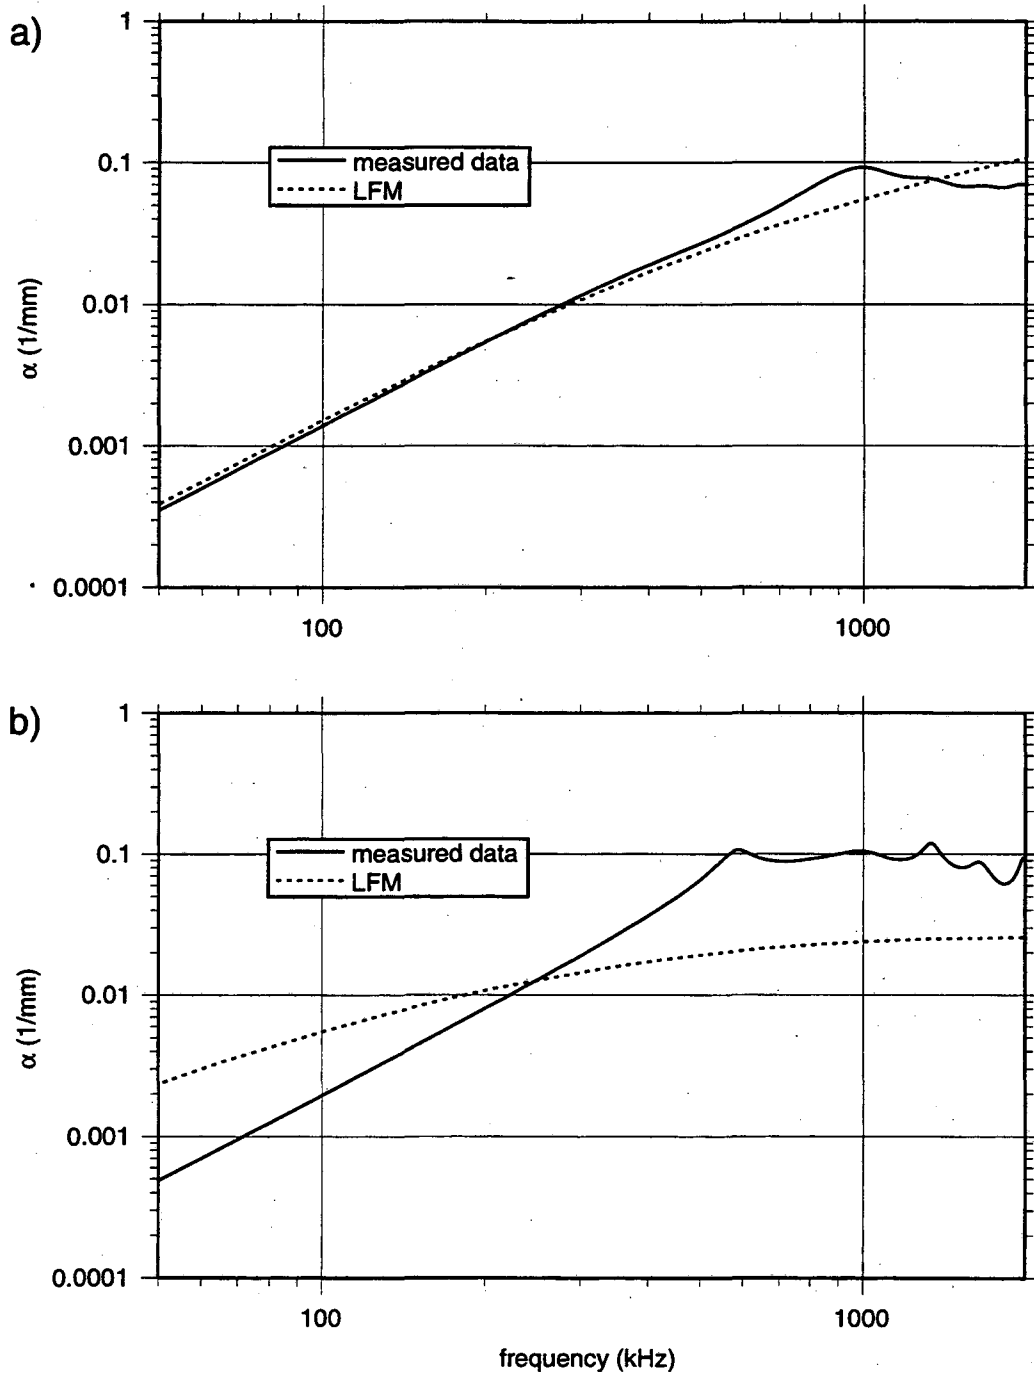 a)
1
0.1
measured data
LFM
0.01
α (1/mm)
0.001
0.0001
100
1000
b)
1
0.1
measured data
LFM
0.01
α (1/mm)
0.001
0.0001
100
1000
frequency (kHz)